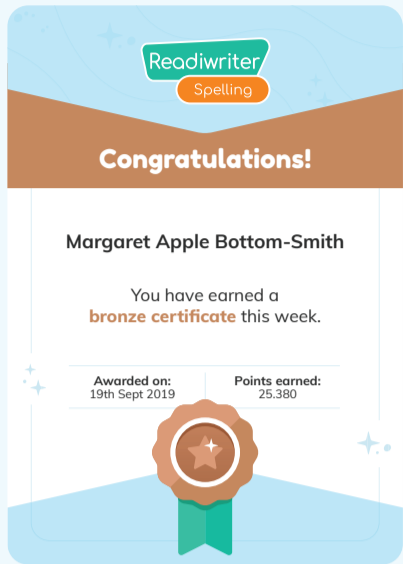 Readiwriter
Spelling
Congratulations!
Margaret Apple Bottom-Smith
You have earned a
bronze certificate this week.
Awarded on:
19th Sept 2019
Points earned:
25.380